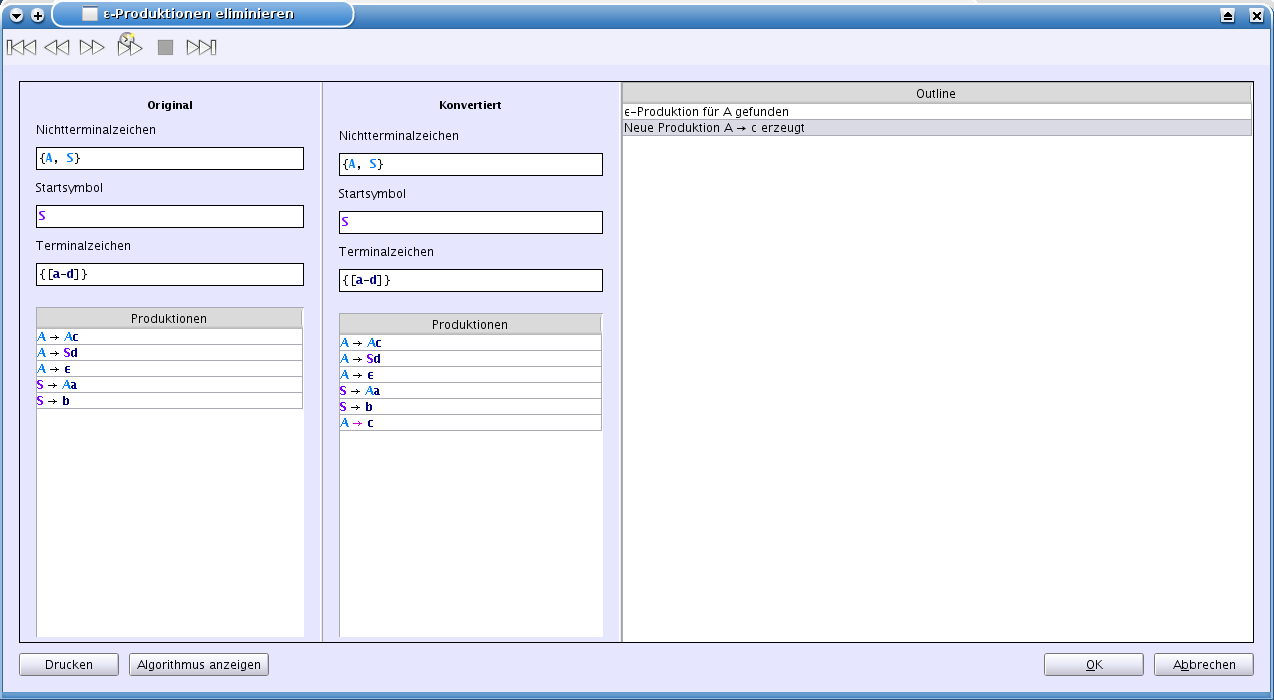 ε-Produktionen eliminieren
Original
Nichtterminalzeichen
{A, S}
Startsymbol
S
Terminalzeichen
{[a-d]}
Produktionen
A → Ac
A → Sd
A → ϵ
S → Aa
S → b
Konvertiert
Nichtterminalzeichen
{A, S}
Startsymbol
S
Terminalzeichen
{[a-d]}
Produktionen
A → Ac
A → Sd
A → ϵ
S → Aa
S → b
A → c
Outline
ϵ-Produktion für A gefunden
Neue Produktion A → c erzeugt
Drucken
Algorithmus anzeigen
OK
Abbrechen